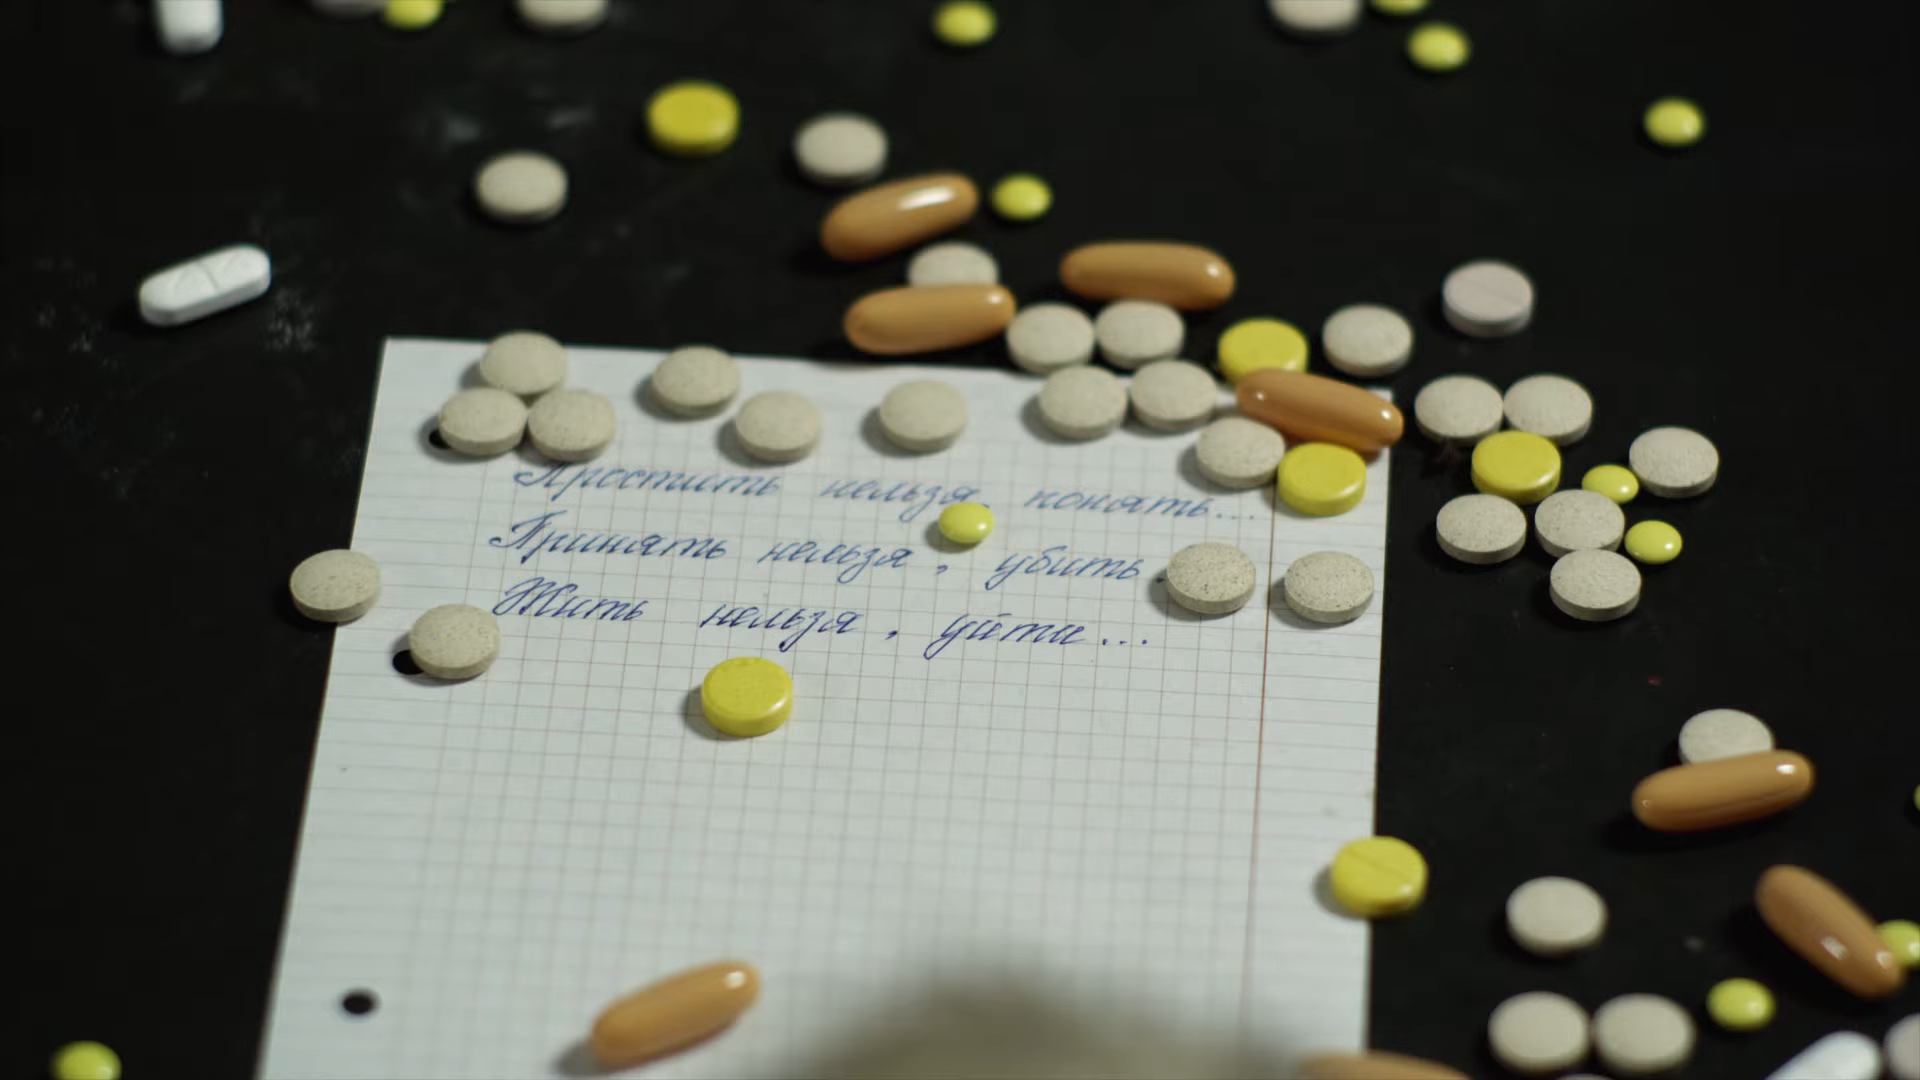 Простить нельзя, понять...
Принять нельзя, убить.
Жить нельзя, уйти...